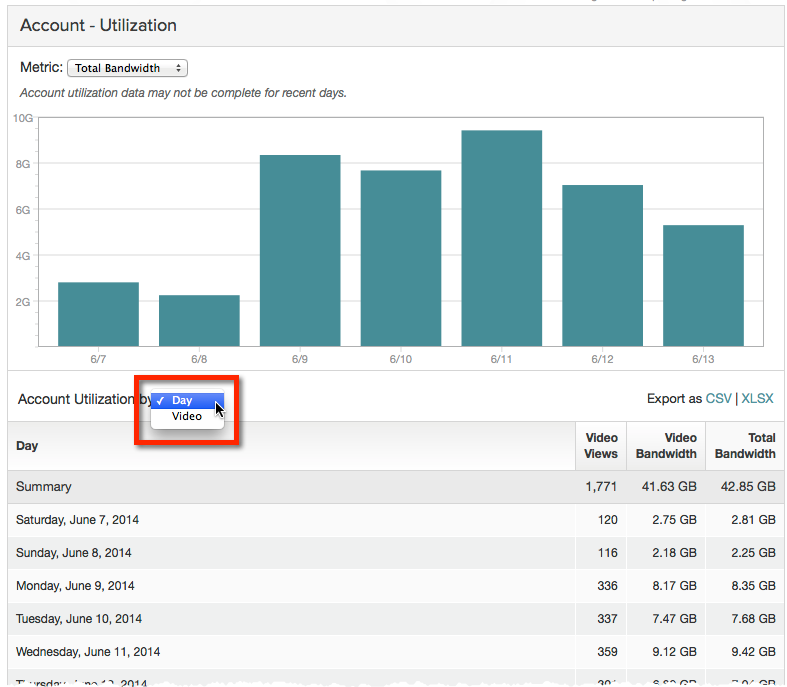 Account - Utilization
Metric: Total Bandwidth
Account utilization data may not be complete for recent days.
10G
8G
6G
4G
2G
6/7 6/8 6/9 6/10 6/11 6/12 6/13
Account Utilization by ✓ Day Export as CSV | XLSX
Video
Day Video Views Video Bandwidth Total Bandwidth
Summary 1,771 41.63 GB 42.85 GB
Saturday, June 7, 2014 120 2.75 GB 2.81 GB
Sunday, June 8, 2014 116 2.18 GB 2.25 GB
Monday, June 9, 2014 336 8.17 GB 8.35 GB
Tuesday, June 10, 2014 337 7.47 GB 7.68 GB
Wednesday, June 11, 2014 359 9.12 GB 9.42 GB